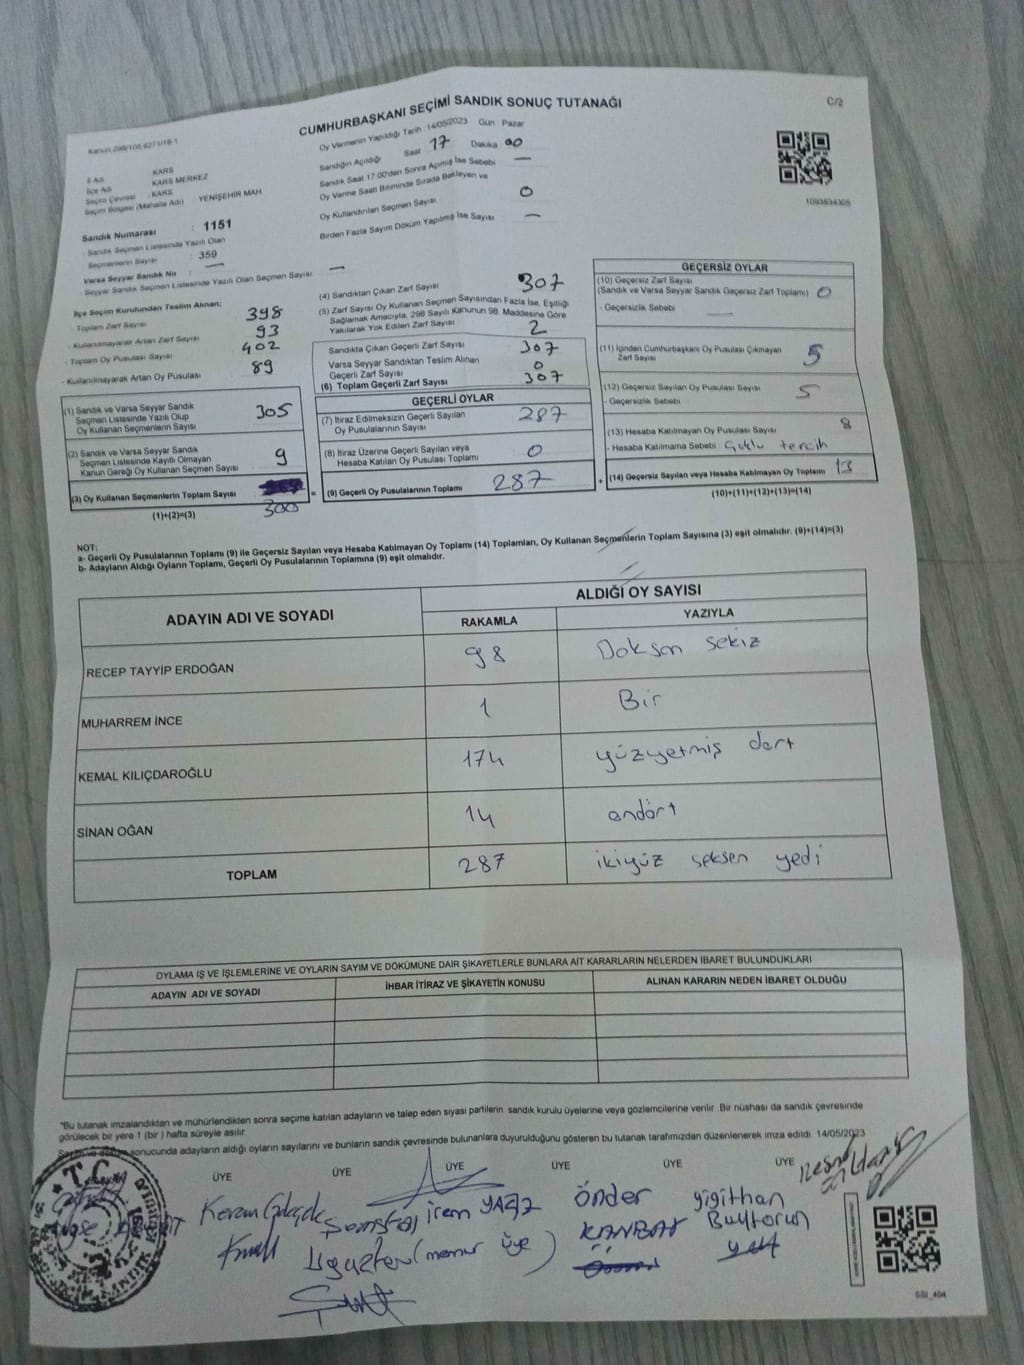 CUMHURBAŞKANI SEÇİMİ SANDIK SONUÇ TUTANAĞI
C/2
Kanun 298/105-6271/18-1
Oy Vermenin Yapıldığı Tarih 14/05/2023 Gün Pazar
İl Adı KARS
İlçe Adı KARS MERKEZ
Seçim Çevresi : KARS
Seçim Bölgesi (Mahalle Adı) YENİŞEHİR MAH.
Sandık Numarası : 1151
Sandık Seçmen Listesinde Yazılı Olan
Seçmenlerin Sayısı : 359
Varsa Seyyar Sandık No : —
Seyyar Sandık Seçmen Listesinde Yazılı Olan Seçmen Sayısı —
Sandığın Açıldığı Saat 17 Dakika 00
Sandık Saat 17:00'den Sonra Açılmış İse Sebebi —
Oy Verme Saati Bitiminde Sırada Bekleyen ve
Oy Kullandırılan Seçmen Sayısı 0
Birden Fazla Sayım Döküm Yapılmış İse Sayısı —
1093834305
İlçe Seçim Kurulundan Teslim Alınan;
- Toplam Zarf Sayısı 398
- Kullanılmayarak Artan Zarf Sayısı 93
- Toplam Oy Pusulası Sayısı 402
- Kullanılmayarak Artan Oy Pusulası 89
(1) Sandık ve Varsa Seyyar Sandık
Seçmen Listesinde Yazılı Olup
Oy Kullanan Seçmenlerin Sayısı 305
(2) Sandık ve Varsa Seyyar Sandık
Seçmen Listesinde Kayıtlı Olmayan
Kanun Gereği Oy Kullanan Seçmen Sayısı 9
(3) Oy Kullanan Seçmenlerin Toplam Sayısı
300
(1)+(2)=(3)
(4) Sandıktan Çıkan Zarf Sayısı 307
(5) Zarf Sayısı Oy Kullanan Seçmen Sayısından Fazla İse, Eşitliği
Sağlamak Amacıyla, 298 Sayılı Kanunun 98. Maddesine Göre
Yakılarak Yok Edilen Zarf Sayısı 2
Sandıkta Çıkan Geçerli Zarf Sayısı 307
Varsa Seyyar Sandıktan Teslim Alınan
Geçerli Zarf Sayısı 0
(6) Toplam Geçerli Zarf Sayısı 307
GEÇERLİ OYLAR
(7) İtiraz Edilmeksizin Geçerli Sayılan
Oy Pusulalarının Sayısı 287
(8) İtiraz Üzerine Geçerli Sayılan veya
Hesaba Katılan Oy Pusulası Toplamı 0
= (9) Geçerli Oy Pusulalarının Toplamı 287 +
GEÇERSİZ OYLAR
(10) Geçersiz Zarf Sayısı
(Sandık ve Varsa Seyyar Sandık Geçersiz Zarf Toplamı) 0
- Geçersizlik Sebebi —
(11) İçinden Cumhurbaşkanı Oy Pusulası Çıkmayan
Zarf Sayısı 5
(12) Geçersiz Sayılan Oy Pusulası Sayısı 5
- Geçersizlik Sebebi
(13) Hesaba Katılmayan Oy Pusulası Sayısı 8
- Hesaba Katılmama Sebebi Çoklu tercih
(14) Geçersiz Sayılan veya Hesaba Katılmayan Oy Toplamı 13
(10)+(11)+(12)+(13)=(14)
NOT:
a- Geçerli Oy Pusulalarının Toplamı (9) ile Geçersiz Sayılan veya Hesaba Katılmayan Oy Toplamı (14) Toplamları, Oy Kullanan Seçmenlerin Toplam Sayısına (3) eşit olmalıdır. (9)+(14)=(3)
b- Adayların Aldığı Oyların Toplamı, Geçerli Oy Pusulalarının Toplamına (9) eşit olmalıdır.
ADAYIN ADI VE SOYADI ALDIĞI OY SAYISI
RAKAMLA YAZIYLA
RECEP TAYYİP ERDOĞAN 98 Doksan sekiz
MUHARREM İNCE 1 Bir
KEMAL KILIÇDAROĞLU 174 yüzyetmiş dört
SİNAN OĞAN 14 ondört
TOPLAM 287 ikiyüz seksen yedi
OYLAMA İŞ VE İŞLEMLERİNE VE OYLARIN SAYIM VE DÖKÜMÜNE DAİR ŞİKAYETLERLE BUNLARA AİT KARARLARIN NELERDEN İBARET BULUNDUKLARI
ADAYIN ADI VE SOYADI İHBAR İTİRAZ VE ŞİKAYETİN KONUSU ALINAN KARARIN NEDEN İBARET OLDUĞU
*Bu tutanak imzalandıktan ve mühürlendikten sonra seçime katılan adayların ve talep eden siyasi partilerin sandık kurulu üyelerine veya gözlemcilerine verilir. Bir nüshası da sandık çevresinde
görülecek bir yere 1 (bir) hafta süreyle asılır.
sonucunda adayların aldığı oyların sayılarını ve bunların sandık çevresinde bulunanlara duyurulduğunu gösteren bu tutanak tarafımızdan düzenlenerek imza edildi. 14/05/2023
ÜYE ÜYE ÜYE ÜYE ÜYE ÜYE
T.C.
Kenan
irem YAĞIZ
Önder
yigithan
(memur üye)
SSI_404